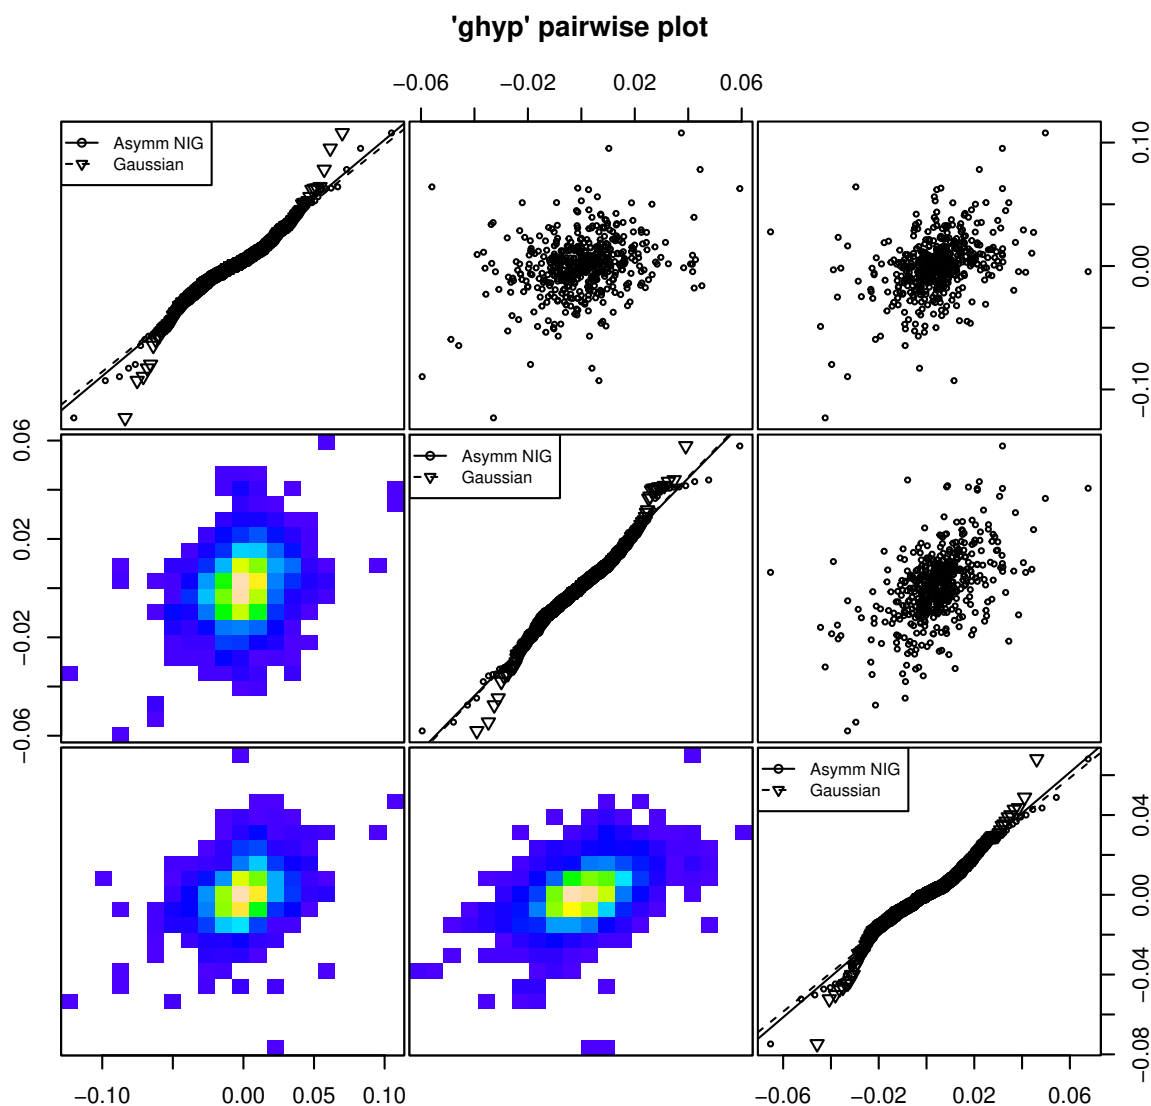 'ghyp' pairwise plot
−0.06 −0.02 0.02 0.06
Asymm NIG
Gaussian
0.10
0.00
−0.10
Asymm NIG
Gaussian
0.06
0.02
−0.02
−0.06
Asymm NIG
Gaussian
0.04
0.00
−0.04
−0.08
−0.10 0.00 0.05 0.10
−0.06 −0.02 0.02 0.06